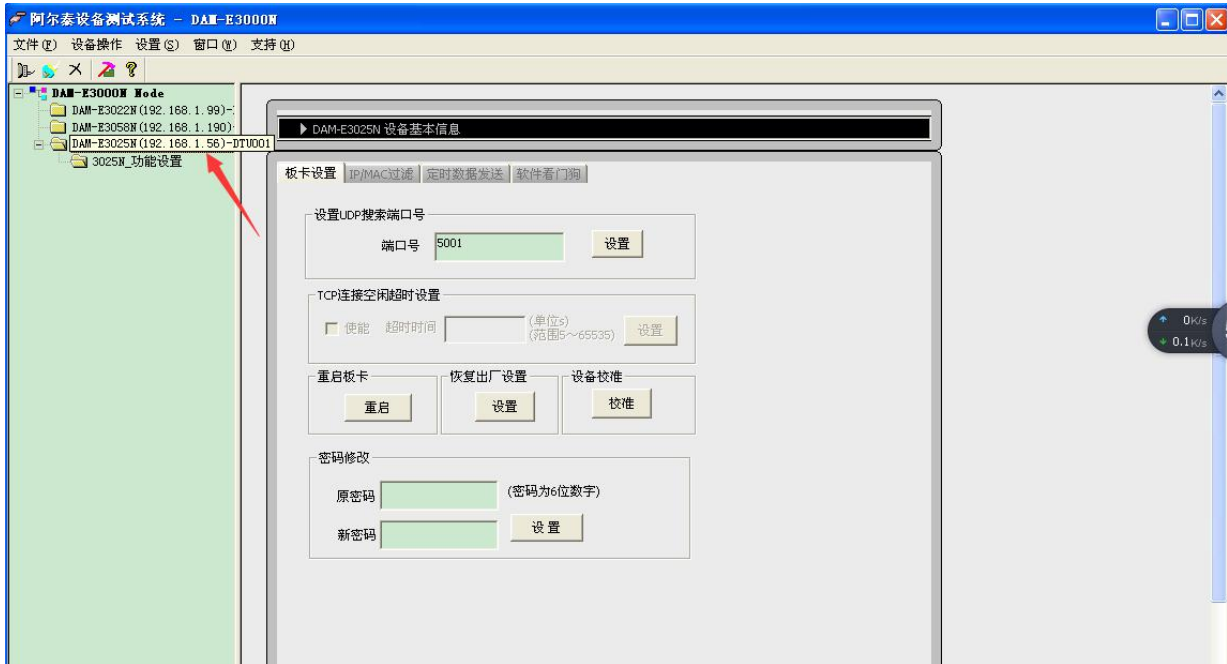 阿尔泰设备测试系统 - DAM-E3000N
文件(F) 设备操作 设置(S) 窗口(W) 支持(H)
DAM-E3000N Node
DAM-E3022N(192.168.1.99)-
DAM-E3058N(192.168.1.190)-
DAM-E3025N(192.168.1.56)-DTU001
3025N_功能设置
DAM-E3025N 设备基本信息
板卡设置 IP/MAC过滤 定时数据发送 软件看门狗
设置UDP搜索端口号
端口号 5001 设置
TCP连接空闲超时设置
使能 超时时间 (单位s) 设置
(范围5～65535)
重启板卡 恢复出厂设置 设备校准
重启 设置 校准
密码修改
原密码 (密码为6位数字)
新密码 设 置
0K/s
0.1K/s